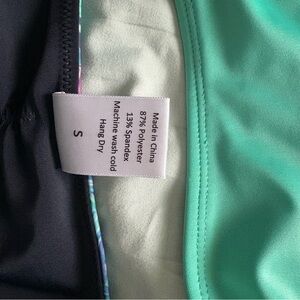 Made in China
87% Polyester
13% Spandex
Machine wash cold
Hang Dry
S